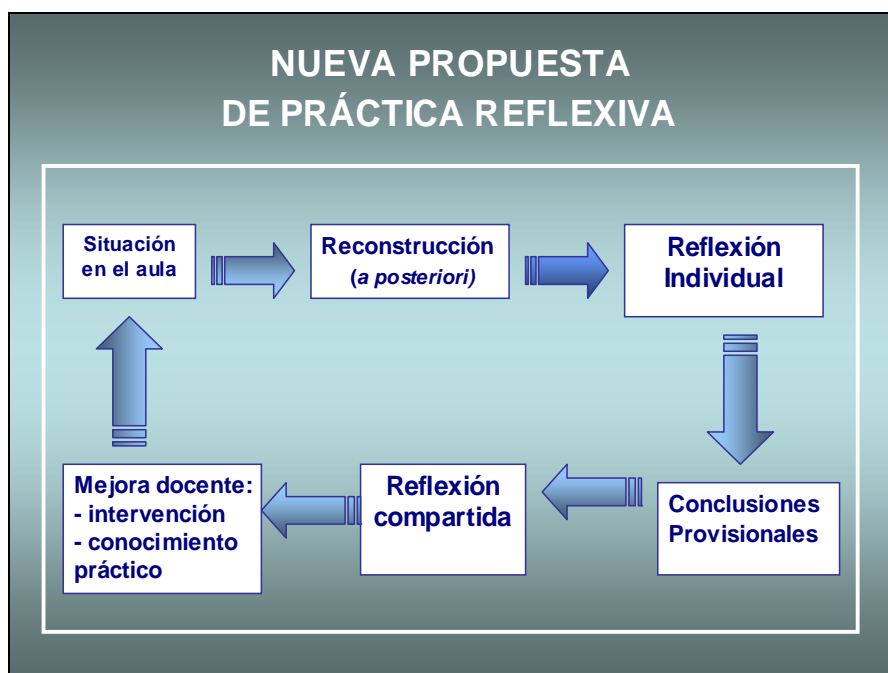 NUEVA PROPUESTA
DE PRÁCTICA REFLEXIVA
Situación
en el aula
Reconstrucción
(a posteriori)
Reflexión
Individual
Conclusiones
Provisionales
Reflexión
compartida
Mejora docente:
- intervención
- conocimiento
práctico